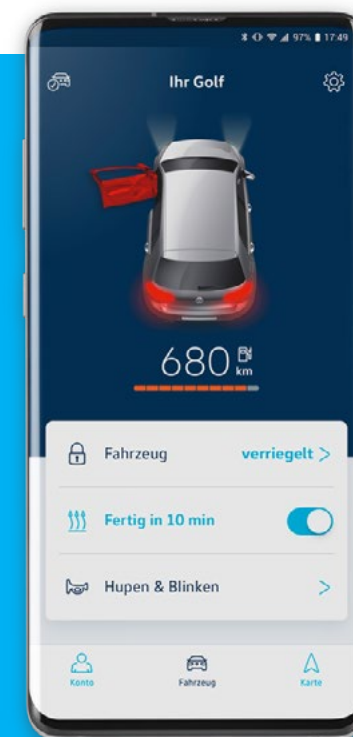 97% 17:49
Ihr Golf
680 km
Fahrzeug verriegelt >
Fertig in 10 min
Hupen & Blinken >
Konto Fahrzeug Karte